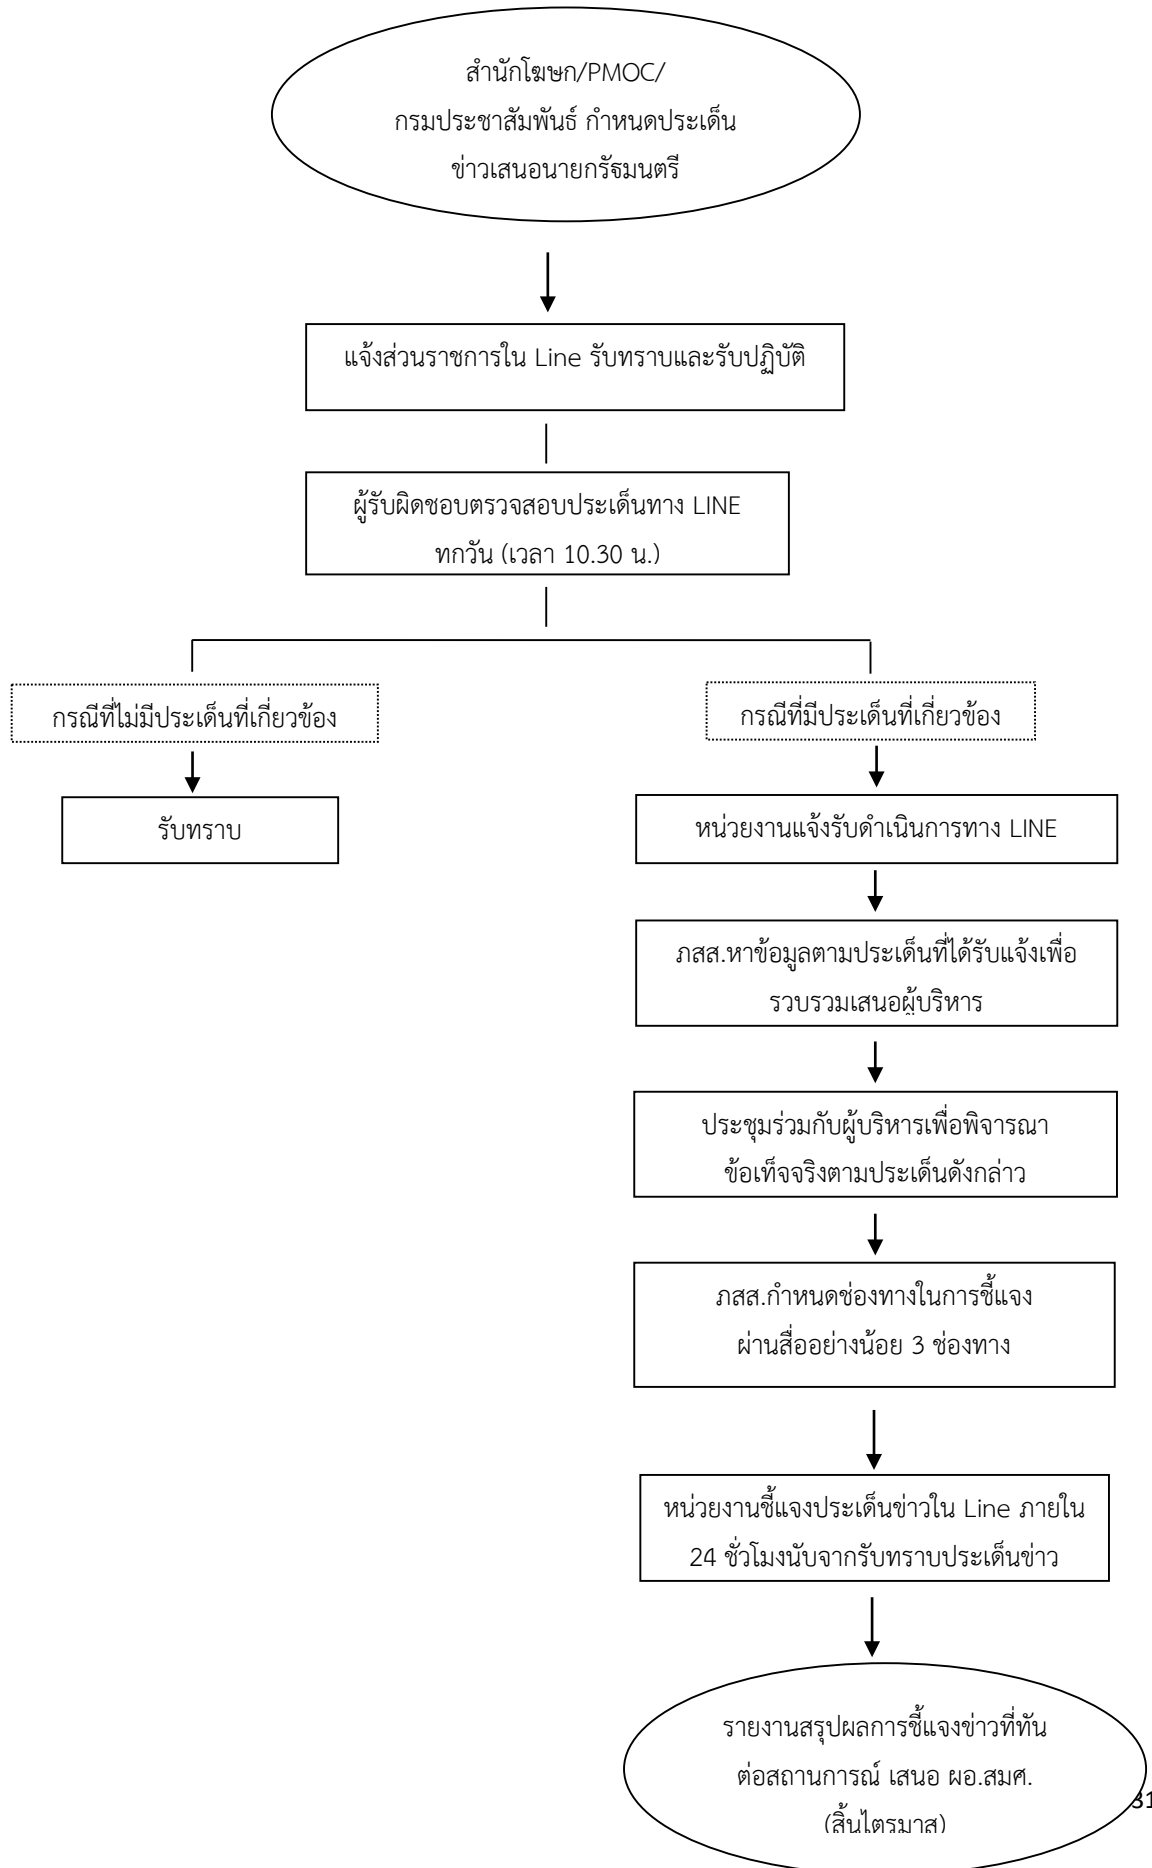 สำนักโฆษก/PMOC/
กรมประชาสัมพันธ์ กำหนดประเด็น
ข่าวเสนอนายกรัฐมนตรี
แจ้งส่วนราชการใน Line รับทราบและรับปฏิบัติ
ผู้รับผิดชอบตรวจสอบประเด็นทาง LINE
ทุกวัน (เวลา 10.30 น.)
กรณีที่ไม่มีประเด็นที่เกี่ยวข้อง
กรณีที่มีประเด็นที่เกี่ยวข้อง
รับทราบ
หน่วยงานแจ้งรับดำเนินการทาง LINE
ภสส.หาข้อมูลตามประเด็นที่ได้รับแจ้งเพื่อ
รวบรวมเสนอผู้บริหาร
ประชุมร่วมกับผู้บริหารเพื่อพิจารณา
ข้อเท็จจริงตามประเด็นดังกล่าว
ภสส.กำหนดช่องทางในการชี้แจง
ผ่านสื่ออย่างน้อย 3 ช่องทาง
หน่วยงานชี้แจงประเด็นข่าวใน Line ภายใน
24 ชั่วโมงนับจากรับทราบประเด็นข่าว
รายงานสรุปผลการชี้แจงข่าวที่ทัน
ต่อสถานการณ์ เสนอ ผอ.สมศ.
(สิ้นไตรมาส)
31